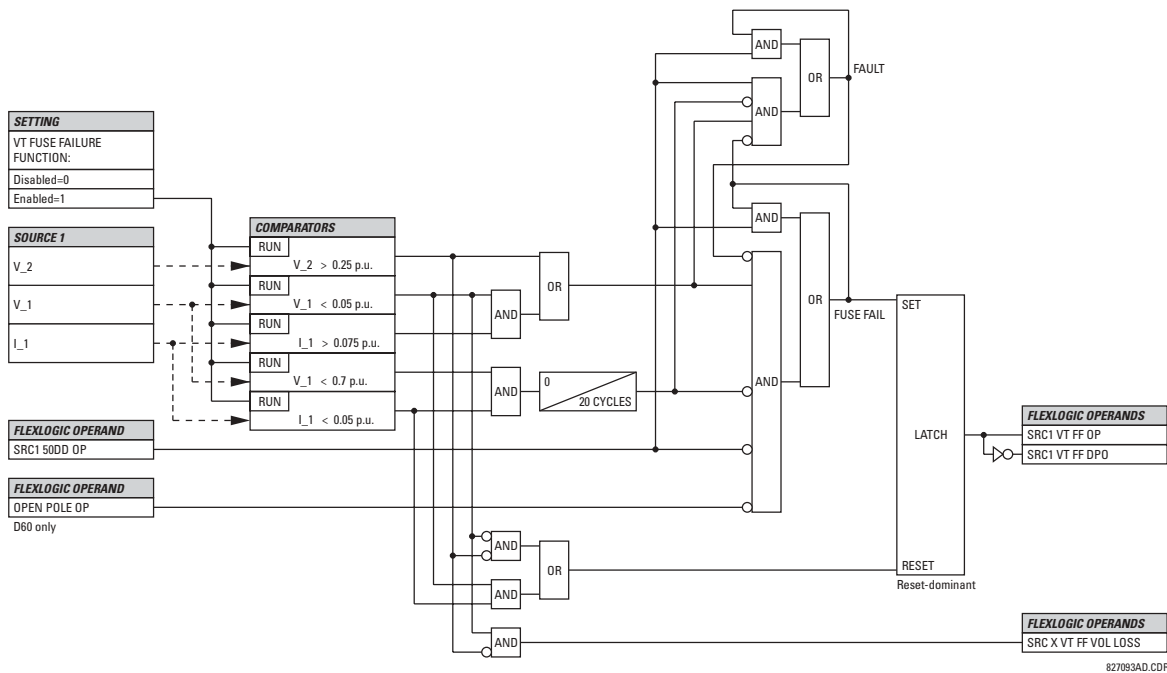 SETTING
VT FUSE FAILURE
FUNCTION:
Disabled=0
Enabled=1
SOURCE 1
V_2
V_1
I_1
FLEXLOGIC OPERAND
SRC1 50DD OP
FLEXLOGIC OPERAND
OPEN POLE OP
D60 only
COMPARATORS
RUN
V_2 > 0.25 p.u.
RUN
V_1 < 0.05 p.u.
RUN
I_1 > 0.075 p.u.
RUN
V_1 < 0.7 p.u.
RUN
I_1 < 0.05 p.u.
AND
OR
AND
0
20 CYCLES
AND
OR
FAULT
AND
AND
OR
FUSE FAIL
AND
AND
OR
AND
AND
SET
LATCH
RESET
Reset-dominant
FLEXLOGIC OPERANDS
SRC1 VT FF OP
SRC1 VT FF DPO
FLEXLOGIC OPERANDS
SRC X VT FF VOL LOSS
827093AD.CDR